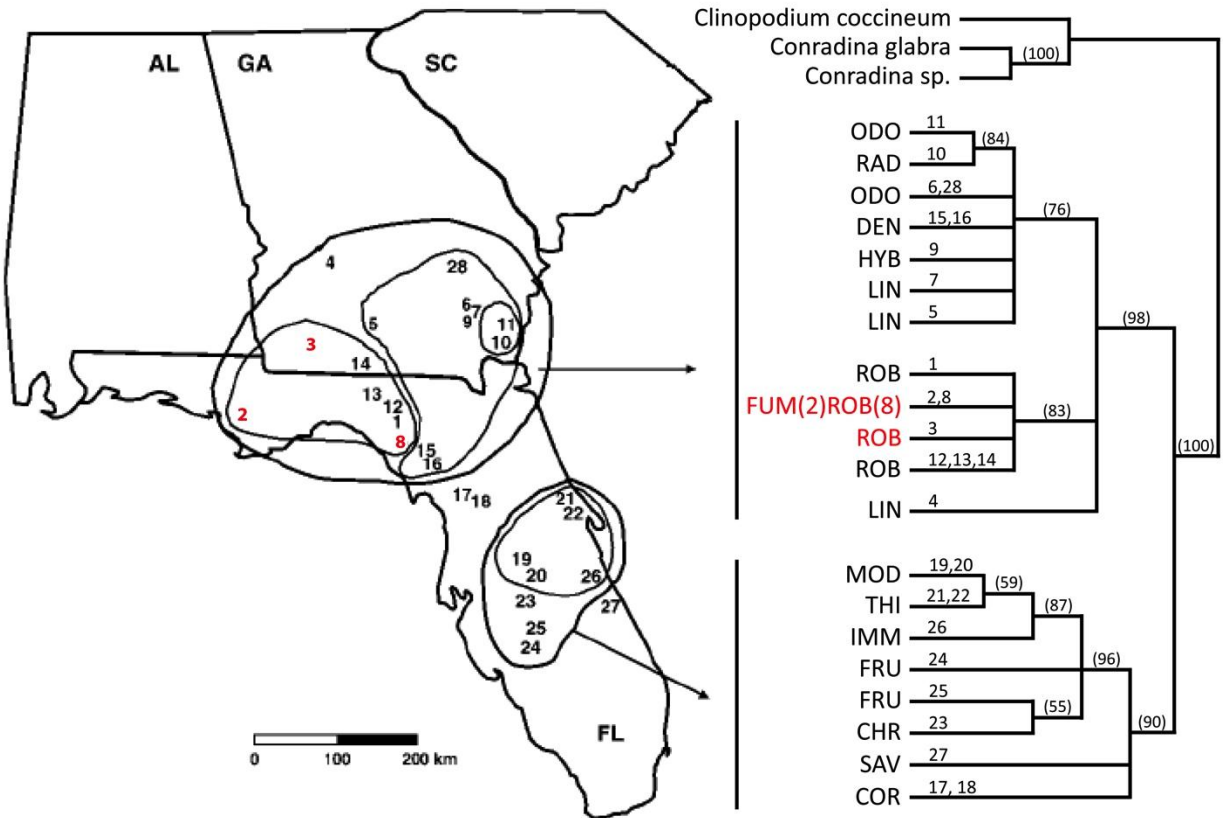 AL
GA
SC
4
28
6
7
9
5
11
10
3
14
13
12
2
1
8
15
16
17
18
21
22
19
20
26
23
27
25
24
FL
0
100
200 km
Clinopodium coccineum
Conradina glabra
(100)
Conradina sp.
ODO 11
(84)
RAD 10
ODO 6,28
DEN 15,16
(76)
HYB 9
LIN 7
LIN 5
(98)
ROB 1
FUM(2)ROB(8) 2,8
(83)
ROB 3
(100)
ROB 12,13,14
LIN 4
MOD 19,20
(59)
THI 21,22
(87)
IMM 26
FRU 24
(96)
FRU 25
(55)
CHR 23
(90)
SAV 27
COR 17, 18